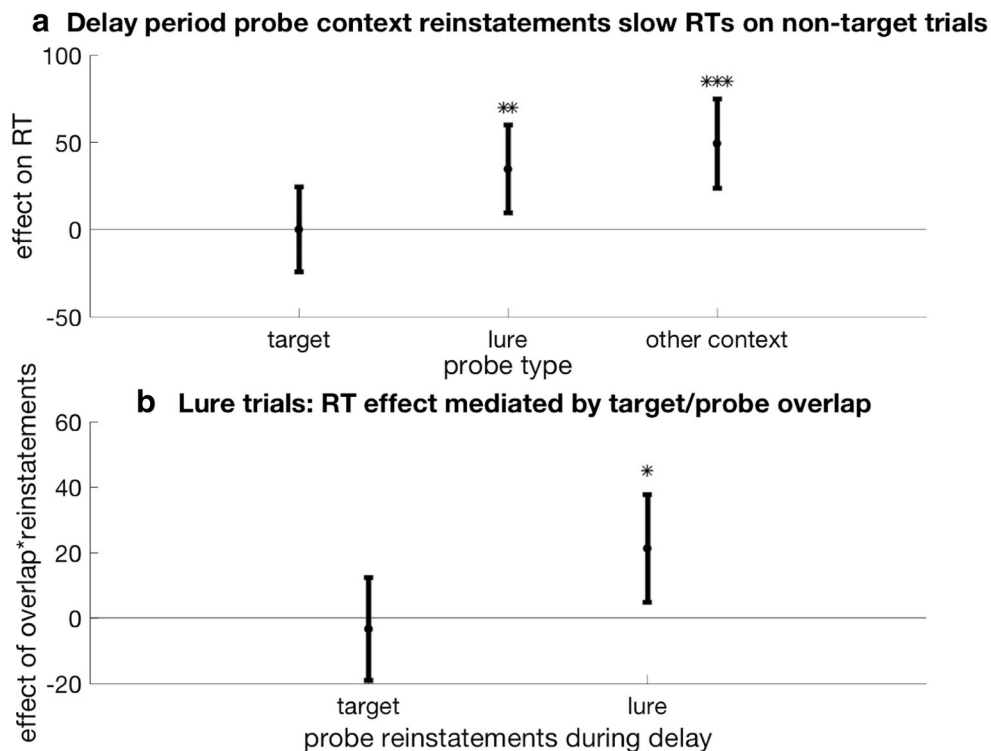 a Delay period probe context reinstatements slow RTs on non-target trials
effect on RT
100
50
0
-50
**
***
target lure other context
probe type
b Lure trials: RT effect mediated by target/probe overlap
effect of overlap*reinstatements
60
40
20
0
-20
*
target lure
probe reinstatements during delay